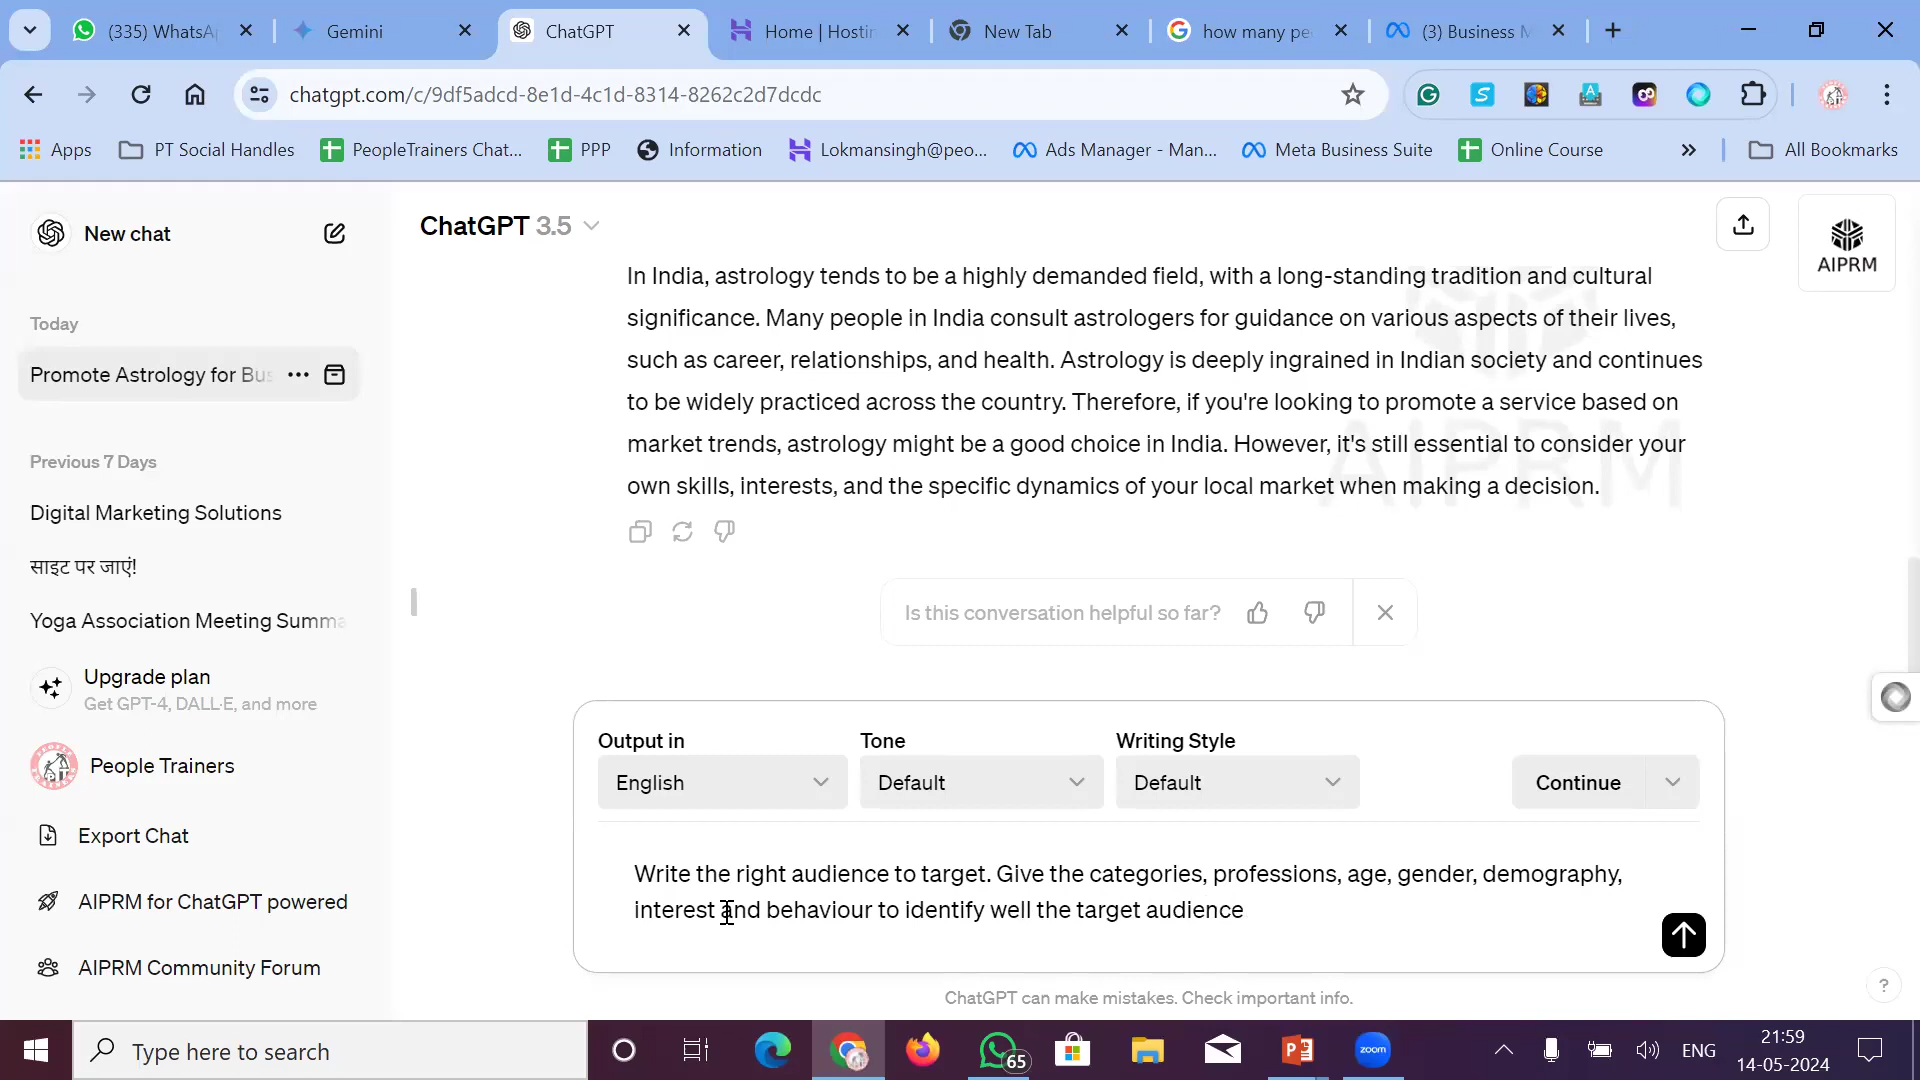 (335) WhatsA
Gemini
ChatGPT
Home | Hostin
New Tab
how many pe
(3) Business M
chatgpt.com/c/9df5adcd-8e1d-4c1d-8314-8262c2d7dcdc
Apps
PT Social Handles
PeopleTrainers Chat...
PPP
Information
Lokmansingh@peo...
Ads Manager - Man...
Meta Business Suite
Online Course
All Bookmarks
New chat
ChatGPT 3.5
AIPRM
Today
Promote Astrology for Bus
Previous 7 Days
Digital Marketing Solutions
साइट पर जाएं!
Yoga Association Meeting Summa
Upgrade plan
Get GPT-4, DALL·E, and more
People Trainers
Export Chat
AIPRM for ChatGPT powered
AIPRM Community Forum
In India, astrology tends to be a highly demanded field, with a long-standing tradition and cultural
significance. Many people in India consult astrologers for guidance on various aspects of their lives,
such as career, relationships, and health. Astrology is deeply ingrained in Indian society and continues
to be widely practiced across the country. Therefore, if you're looking to promote a service based on
market trends, astrology might be a good choice in India. However, it's still essential to consider your
own skills, interests, and the specific dynamics of your local market when making a decision.
AIPRM
Is this conversation helpful so far?
Output in
Tone
Writing Style
English
Default
Default
Continue
Write the right audience to target. Give the categories, professions, age, gender, demography,
interest and behaviour to identify well the target audience
ChatGPT can make mistakes. Check important info.
?
Type here to search
65
zoom
ENG
21:59
14-05-2024